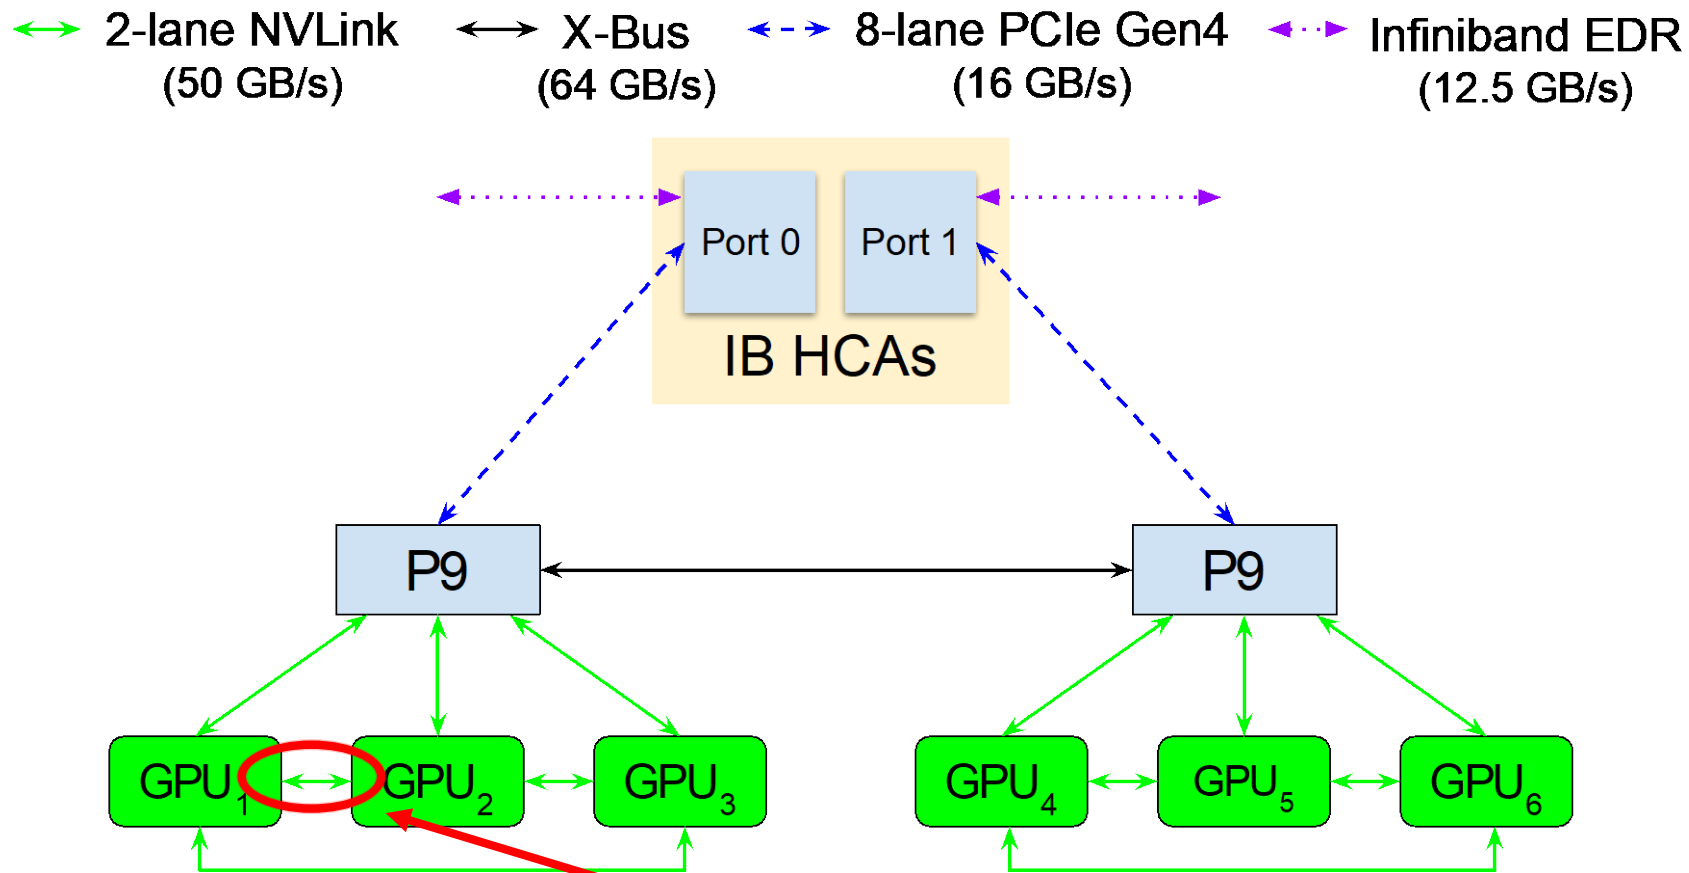 2-lane NVLink
(50 GB/s)
X-Bus
(64 GB/s)
8-lane PCIe Gen4
(16 GB/s)
Infiniband EDR
(12.5 GB/s)
Port 0
Port 1
IB HCAs
P9
P9
GPU1
GPU2
GPU3
GPU4
GPU5
GPU6